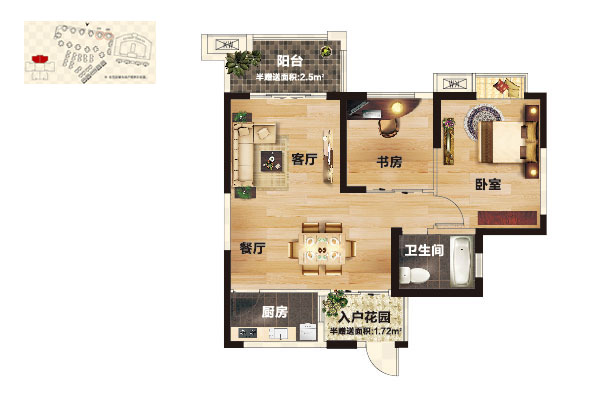 阳台
半赠送面积:2.5m²
客厅
书房
卧室
餐厅
卫生间
厨房
入户花园
半赠送面积:1.72m²